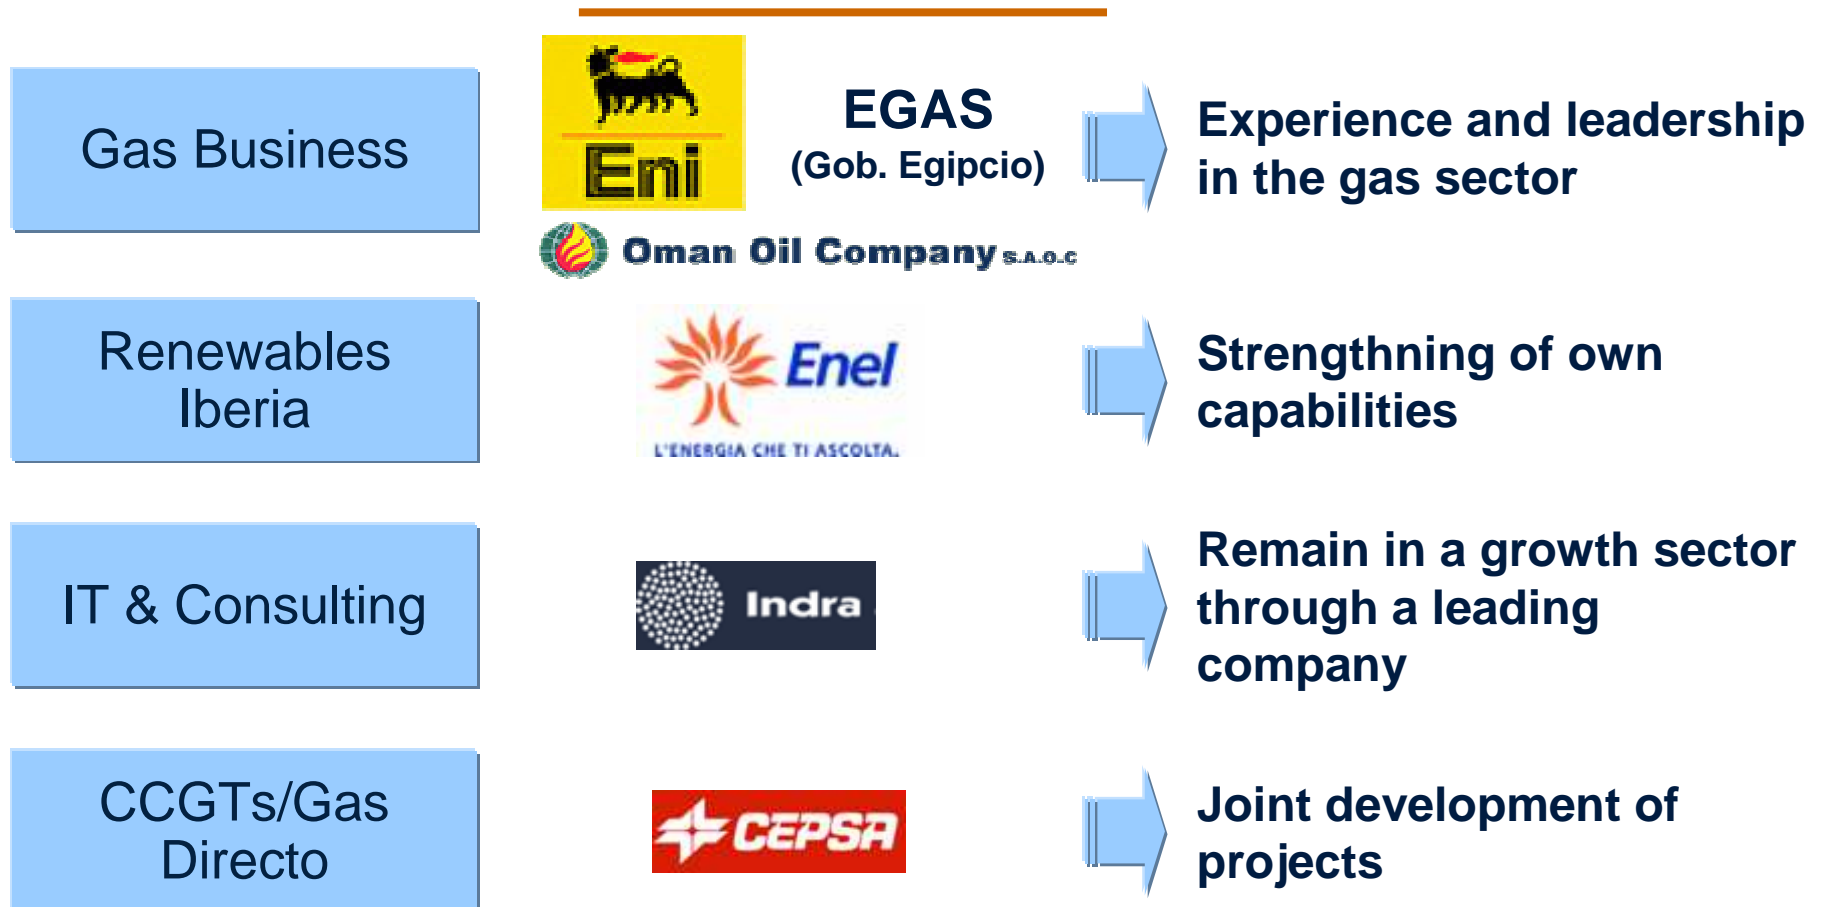 Gas Business
Eni
EGAS
(Gob. Egipcio)
Oman Oil Company S.A.O.C
Experience and leadership
in the gas sector
Renewables
Iberia
Enel
L'ENERGIA CHE TI ASCOLTA.
Strengthning of own
capabilities
IT & Consulting
Indra
Remain in a growth sector
through a leading
company
CCGTs/Gas
Directo
CEPSA
Joint development of
projects